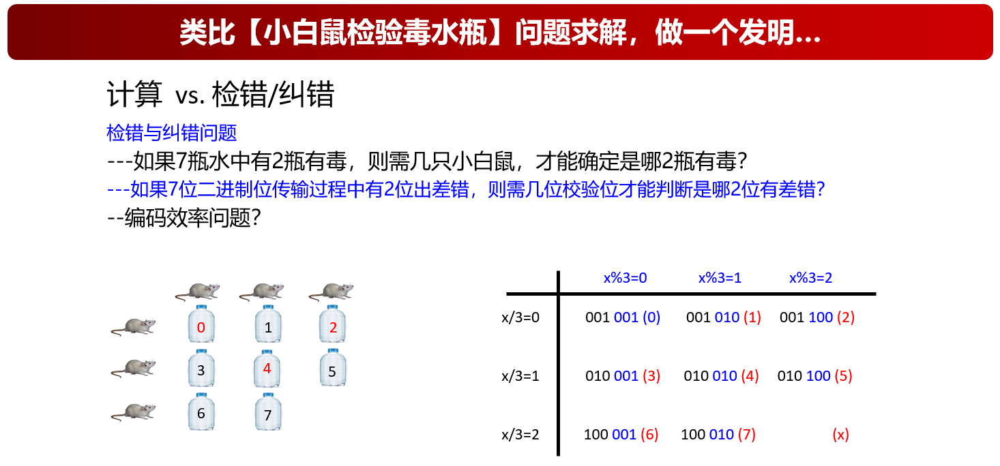 类比【小白鼠检验毒水瓶】问题求解，做一个发明...
计算 vs. 检错/纠错
检错与纠错问题
---如果7瓶水中有2瓶有毒，则需几只小白鼠，才能确定是哪2瓶有毒？
---如果7位二进制位传输过程中有2位出差错，则需几位校验位才能判断是哪2位有差错？
--编码效率问题？
0 1 2
3 4 5
6 7
x%3=0 x%3=1 x%3=2
x/3=0 001 001 (0) 001 010 (1) 001 100 (2)
x/3=1 010 001 (3) 010 010 (4) 010 100 (5)
x/3=2 100 001 (6) 100 010 (7) (x)